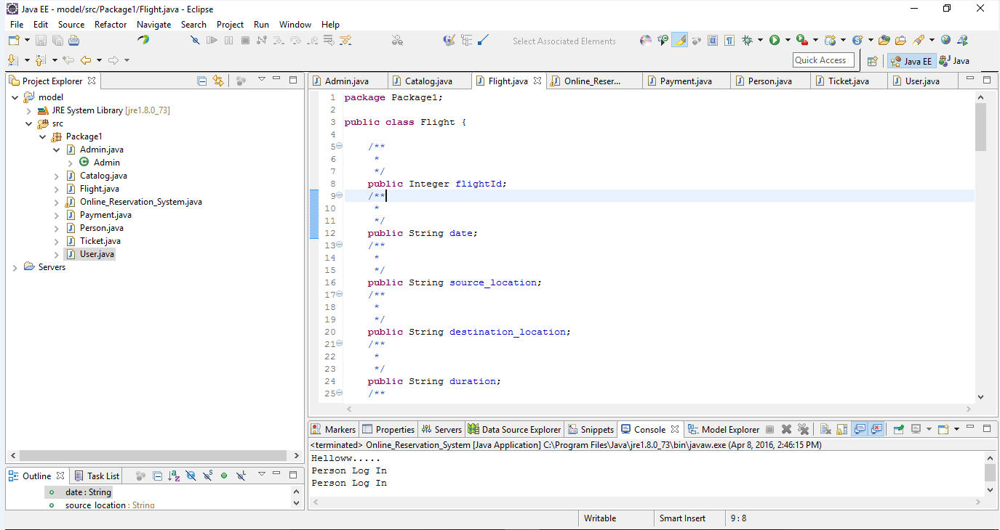 Java EE - model/src/Package1/Flight.java - Eclipse
File Edit Source Refactor Navigate Search Project Run Window Help
Select Associated Elements
Quick Access
Java EE
Java
Project Explorer
model
JRE System Library [jre1.8.0_73]
src
Package1
Admin.java
Admin
Catalog.java
Flight.java
Online_Reservation_System.java
Payment.java
Person.java
Ticket.java
User.java
Servers
Admin.java Catalog.java Flight.java Online_Reser... Payment.java Person.java Ticket.java User.java
1 package Package1;
2
3 public class Flight {
4
5 /**
6 *
7 */
8 public Integer flightId;
9 /**
10 *
11 */
12 public String date;
13 /**
14 *
15 */
16 public String source_location;
17 /**
18 *
19 */
20 public String destination_location;
21 /**
22 *
23 */
24 public String duration;
25 /**
Outline Task List
date : String
source_location : String
Markers Properties Servers Data Source Explorer Snippets Console Model Explorer
<terminated> Online_Reservation_System [Java Application] C:\Program Files\Java\jre1.8.0_73\bin\javaw.exe (Apr 8, 2016, 2:46:15 PM)
Helloww.....
Person Log In
Person Log In
Writable Smart Insert 9 : 8